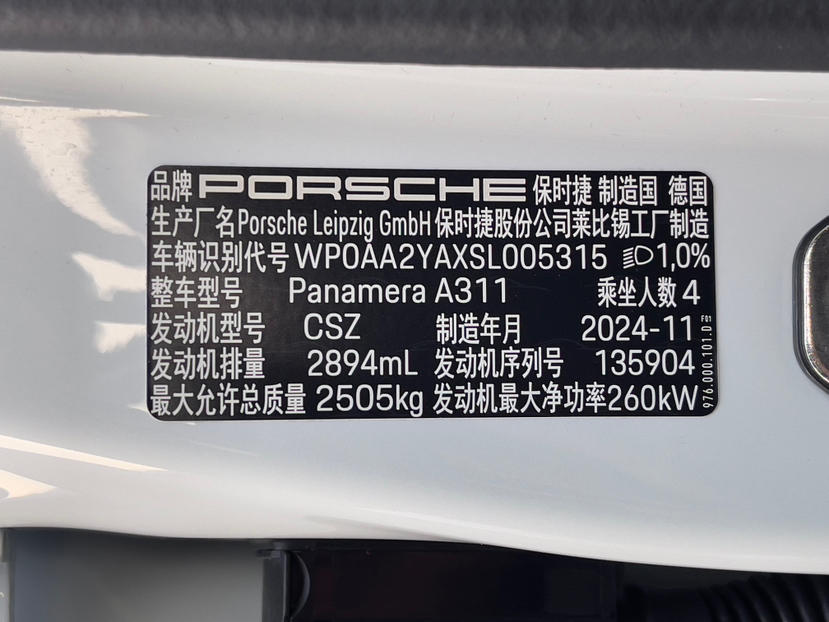 品牌 PORSCHE 保时捷 制造国 德国
生产厂名Porsche Leipzig GmbH 保时捷股份公司莱比锡工厂制造
车辆识别代号 WP0AA2YAXSL005315 1,0%
整车型号 Panamera A311 乘坐人数 4
发动机型号 CSZ 制造年月 2024-11
发动机排量 2894mL 发动机序列号 135904
最大允许总质量 2505kg 发动机最大净功率 260kW
976.000.101.0 F01